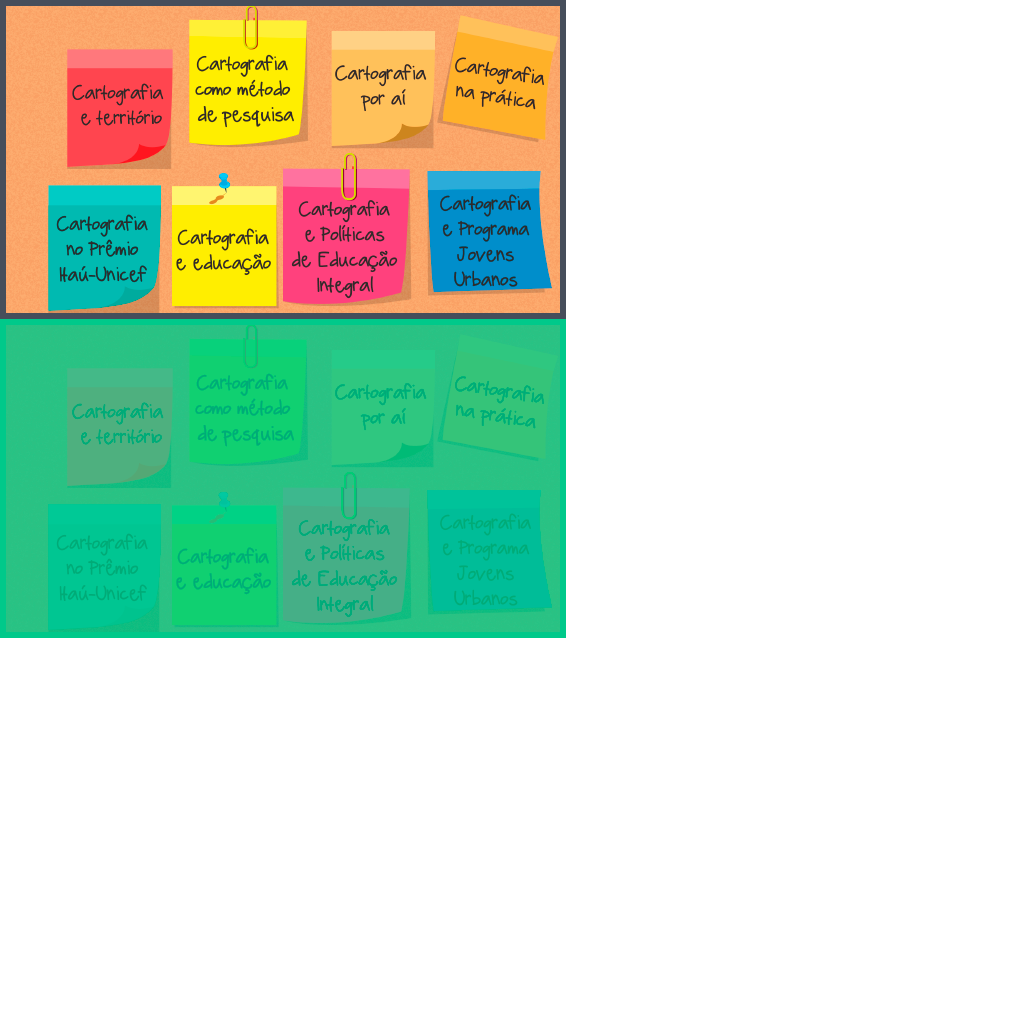 Cartografia
e território
Cartografia
como método
de pesquisa
Cartografia
por aí
Cartografia
na prática
Cartografia
no Prêmio
Itaú-Unicef
Cartografia
e educação
Cartografia
e Políticas
de Educação
Integral
Cartografia
e Programa
Jovens
Urbanos
Cartografia
e território
Cartografia
como método
de pesquisa
Cartografia
por aí
Cartografia
na prática
Cartografia
no Prêmio
Itaú-Unicef
Cartografia
e educação
Cartografia
e Políticas
de Educação
Integral
Cartografia
e Programa
Jovens
Urbanos